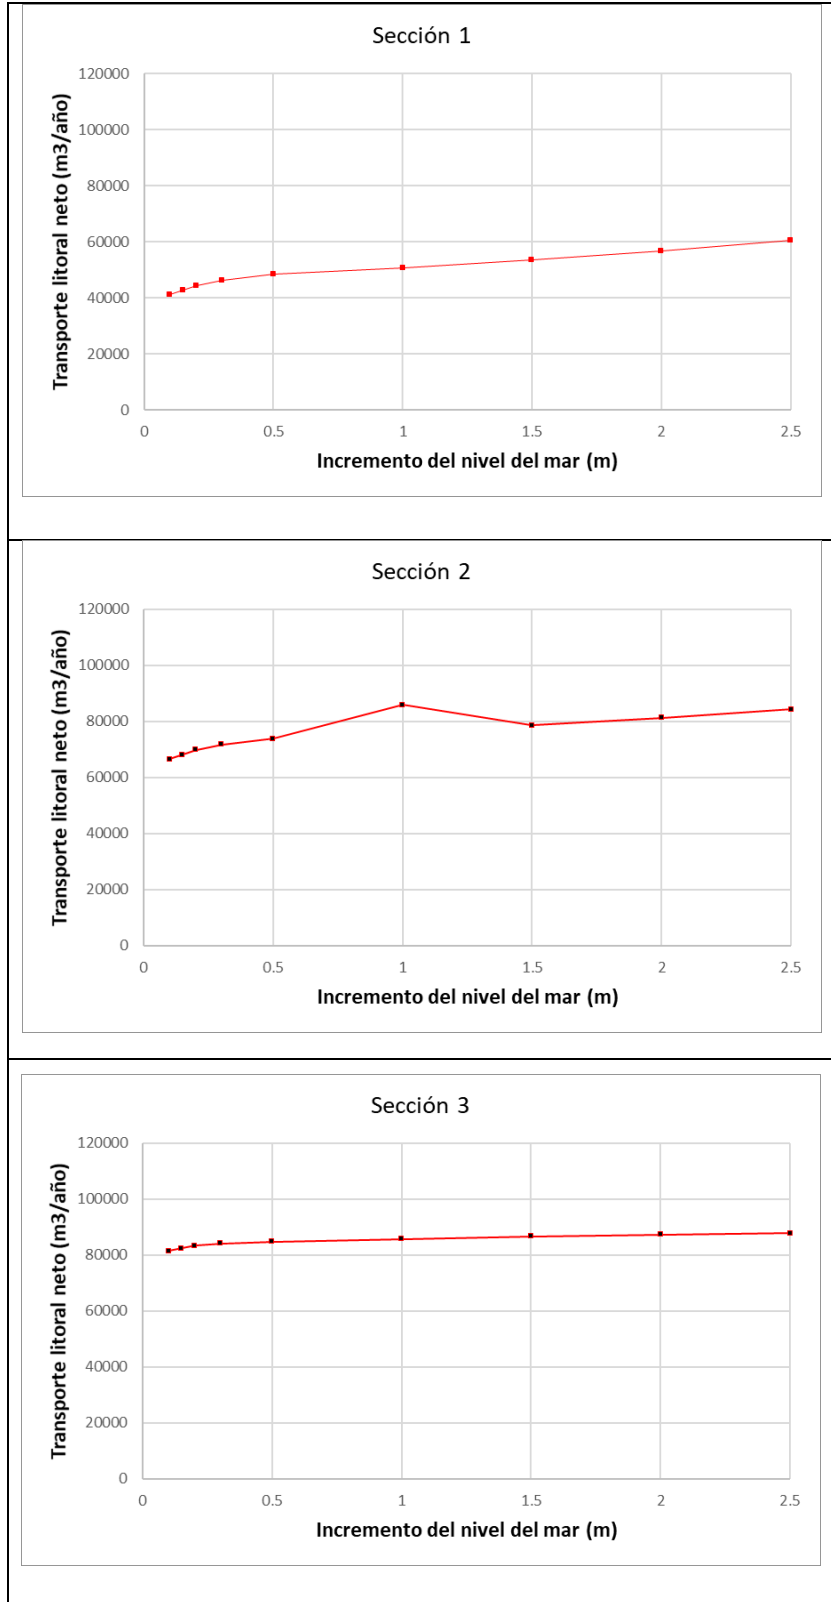 Sección 1
120000
100000
80000
60000
40000
20000
0
Transporte litoral neto (m3/año)
0 0.5 1 1.5 2 2.5
Incremento del nivel del mar (m)
Sección 2
120000
100000
80000
60000
40000
20000
0
Transporte litoral neto (m3/año)
0 0.5 1 1.5 2 2.5
Incremento del nivel del mar (m)
Sección 3
120000
100000
80000
60000
40000
20000
0
Transporte litoral neto (m3/año)
0 0.5 1 1.5 2 2.5
Incremento del nivel del mar (m)